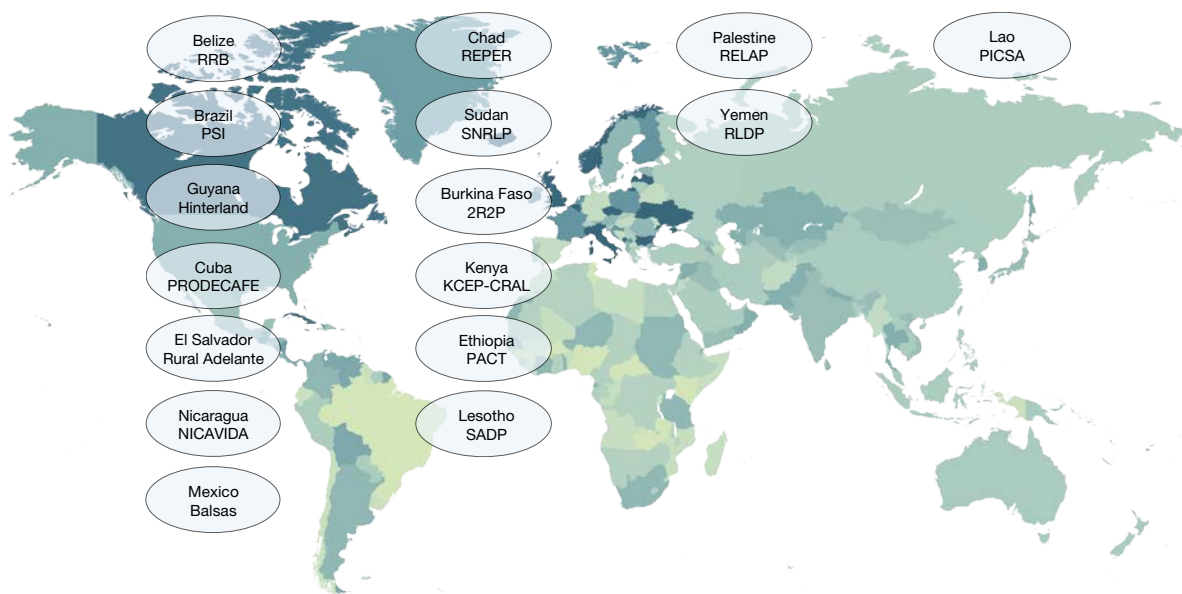 Belize
RRB
Brazil
PSI
Guyana
Hinterland
Cuba
PRODECAFE
El Salvador
Rural Adelante
Nicaragua
NICAVIDA
Mexico
Balsas
Chad
REPER
Sudan
SNRLP
Burkina Faso
2R2P
Kenya
KCEP-CRAL
Ethiopia
PACT
Lesotho
SADP
Palestine
RELAP
Yemen
RLDP
Lao
PICSA